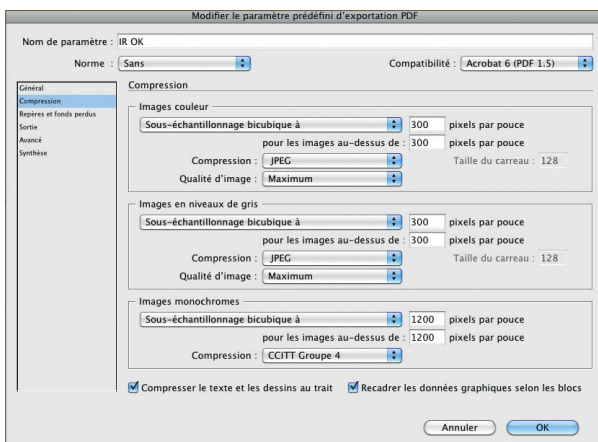 Modifier le paramètre prédéfini d'exportation PDF
Nom de paramètre : IR OK
Norme : Sans Compatibilité : Acrobat 6 (PDF 1.5)
Général
Compression
Repères et fonds perdus
Sortie
Avancé
Synthèse
Compression
Images couleur
Sous-échantillonnage bicubique à 300 pixels par pouce
pour les images au-dessus de : 300 pixels par pouce
Compression : JPEG Taille du carreau : 128
Qualité d'image : Maximum
Images en niveaux de gris
Sous-échantillonnage bicubique à 300 pixels par pouce
pour les images au-dessus de : 300 pixels par pouce
Compression : JPEG Taille du carreau : 128
Qualité d'image : Maximum
Images monochromes
Sous-échantillonnage bicubique à 1200 pixels par pouce
pour les images au-dessus de : 1200 pixels par pouce
Compression : CCITT Groupe 4
Compresser le texte et les dessins au trait Recadrer les données graphiques selon les blocs
Annuler OK